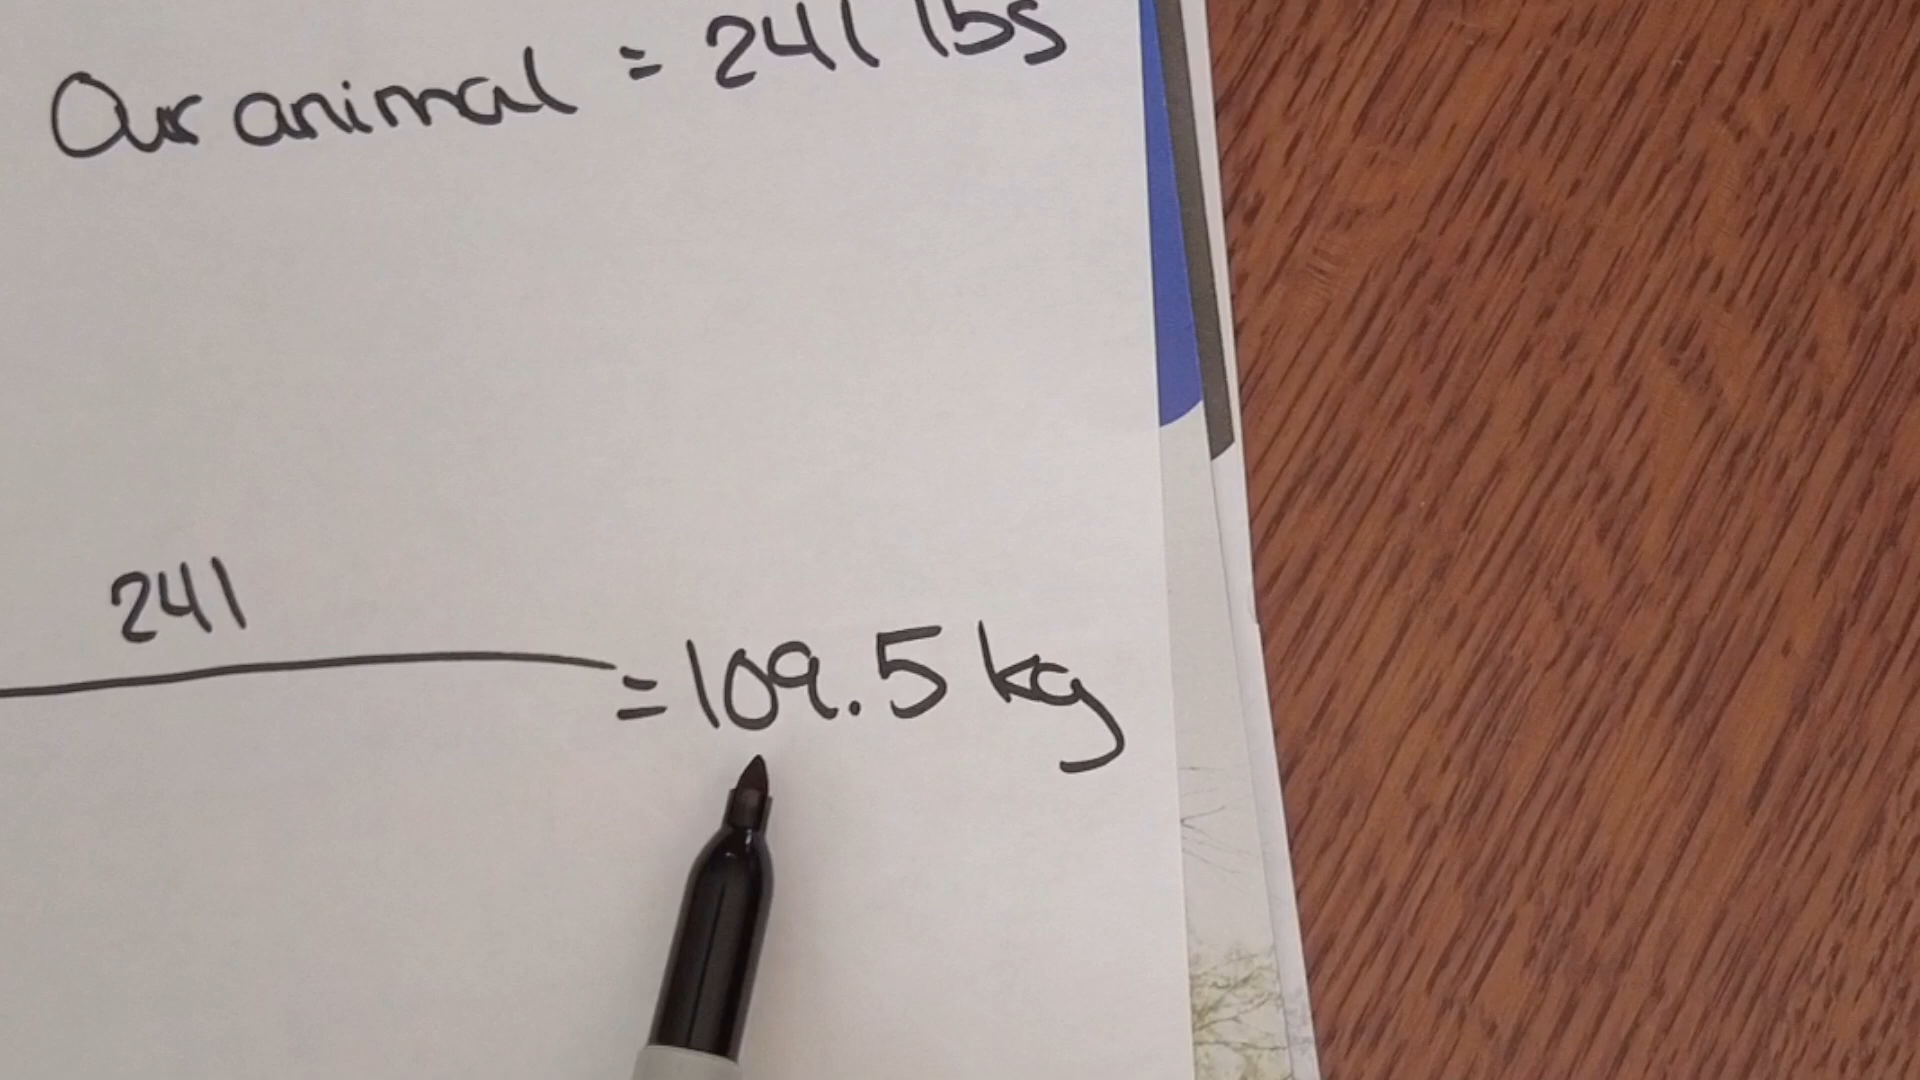 Our animal = 241 lbs
241
= 109.5 kg